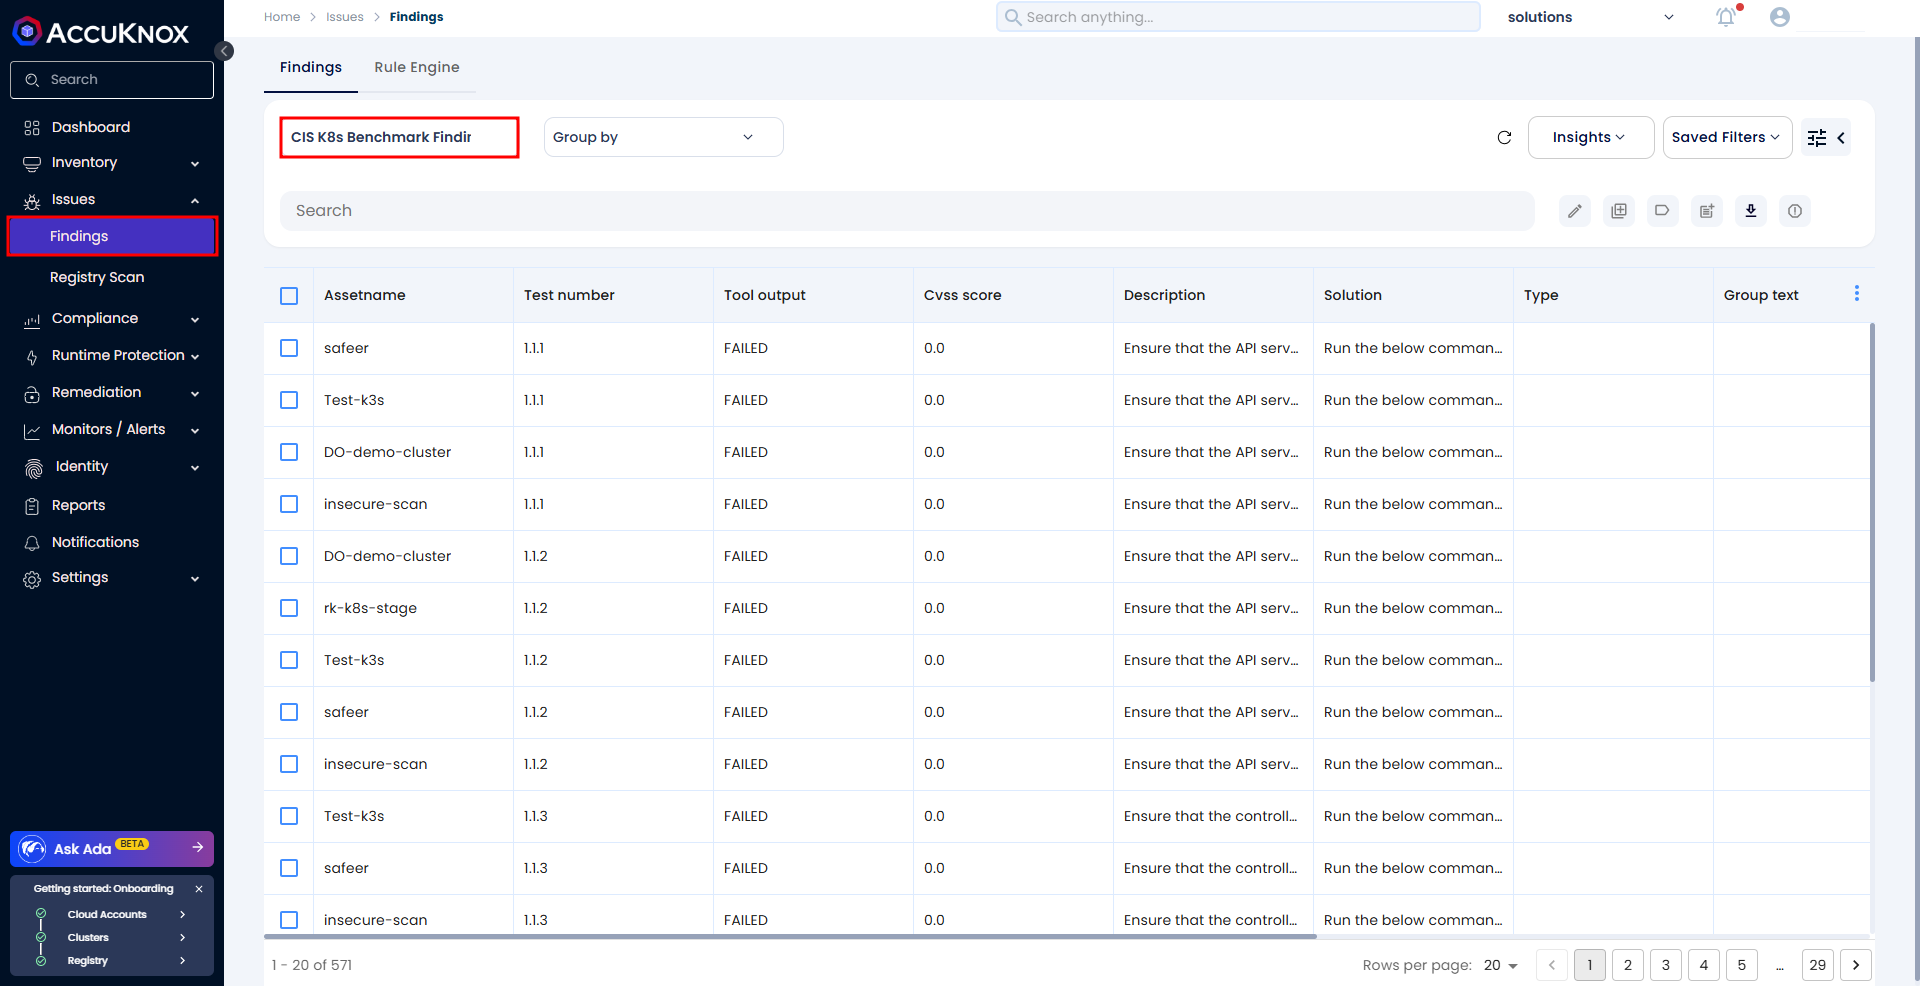 Home > Issues > Findings
Search anything...
solutions
ACCUKNOX
Search
Dashboard
Inventory
Issues
Findings
Registry Scan
Compliance
Runtime Protection
Remediation
Monitors / Alerts
Identity
Reports
Notifications
Settings
Ask Ada BETA
Getting started: Onboarding
Cloud Accounts
Clusters
Registry
Findings Rule Engine
CIS K8s Benchmark Findin
Group by
Insights
Saved Filters
Search
Assetname Test number Tool output Cvss score Description Solution Type Group text
safeer 1.1.1 FAILED 0.0 Ensure that the API serv... Run the below comman...
Test-k3s 1.1.1 FAILED 0.0 Ensure that the API serv... Run the below comman...
DO-demo-cluster 1.1.1 FAILED 0.0 Ensure that the API serv... Run the below comman...
insecure-scan 1.1.1 FAILED 0.0 Ensure that the API serv... Run the below comman...
DO-demo-cluster 1.1.2 FAILED 0.0 Ensure that the API serv... Run the below comman...
rk-k8s-stage 1.1.2 FAILED 0.0 Ensure that the API serv... Run the below comman...
Test-k3s 1.1.2 FAILED 0.0 Ensure that the API serv... Run the below comman...
safeer 1.1.2 FAILED 0.0 Ensure that the API serv... Run the below comman...
insecure-scan 1.1.2 FAILED 0.0 Ensure that the API serv... Run the below comman...
Test-k3s 1.1.3 FAILED 0.0 Ensure that the controll... Run the below comman...
safeer 1.1.3 FAILED 0.0 Ensure that the controll... Run the below comman...
insecure-scan 1.1.3 FAILED 0.0 Ensure that the controll... Run the below comman...
1 - 20 of 571
Rows per page: 20
< 1 2 3 4 5 ... 29 >